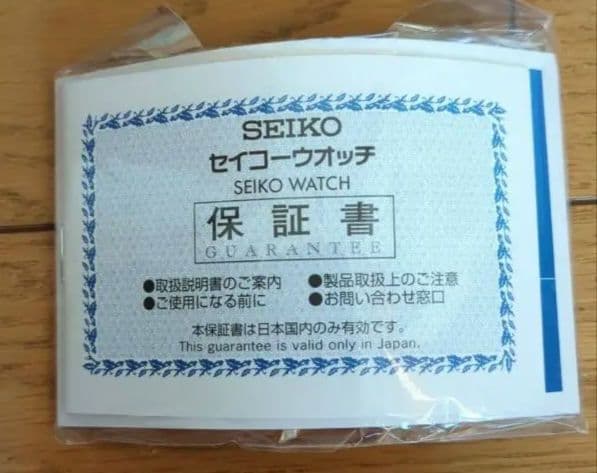 SEIKO
セイコーウオッチ
SEIKO WATCH
保証書
GUARANTEE
●取扱説明書のご案内 ●製品取扱上のご注意
●ご使用になる前に ●お問い合わせ窓口
本保証書は日本国内のみ有効です。
This guarantee is valid only in Japan.